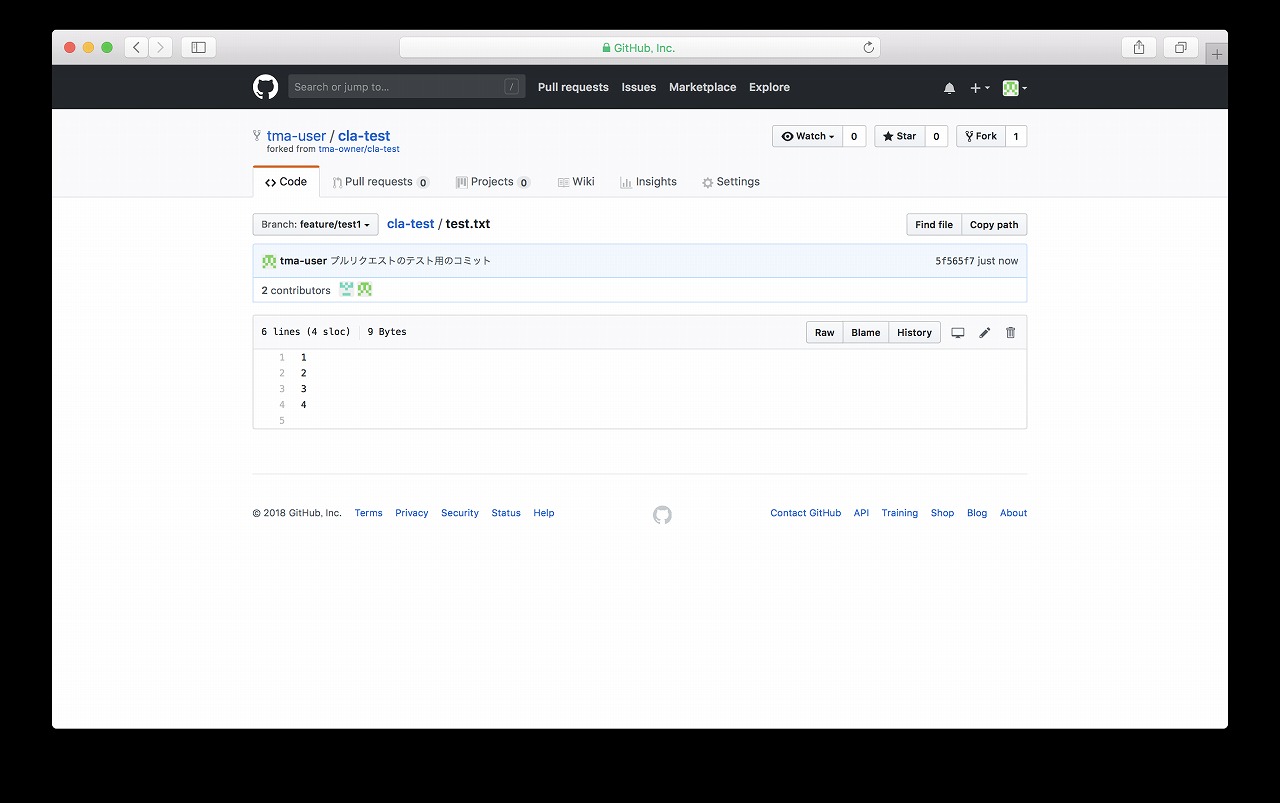 GitHub, Inc.
Search or jump to... / Pull requests Issues Marketplace Explore
tma-user / cla-test Watch 0 Star 0 Fork 1
forked from tma-owner/cla-test
Code Pull requests 0 Projects 0 Wiki Insights Settings
Branch: feature/test1 cla-test / test.txt Find file Copy path
tma-user プルリクエストのテスト用のコミット 5f565f7 just now
2 contributors
6 lines (4 sloc) 9 Bytes Raw Blame History
1 1
2 2
3 3
4 4
5
© 2018 GitHub, Inc. Terms Privacy Security Status Help Contact GitHub API Training Shop Blog About